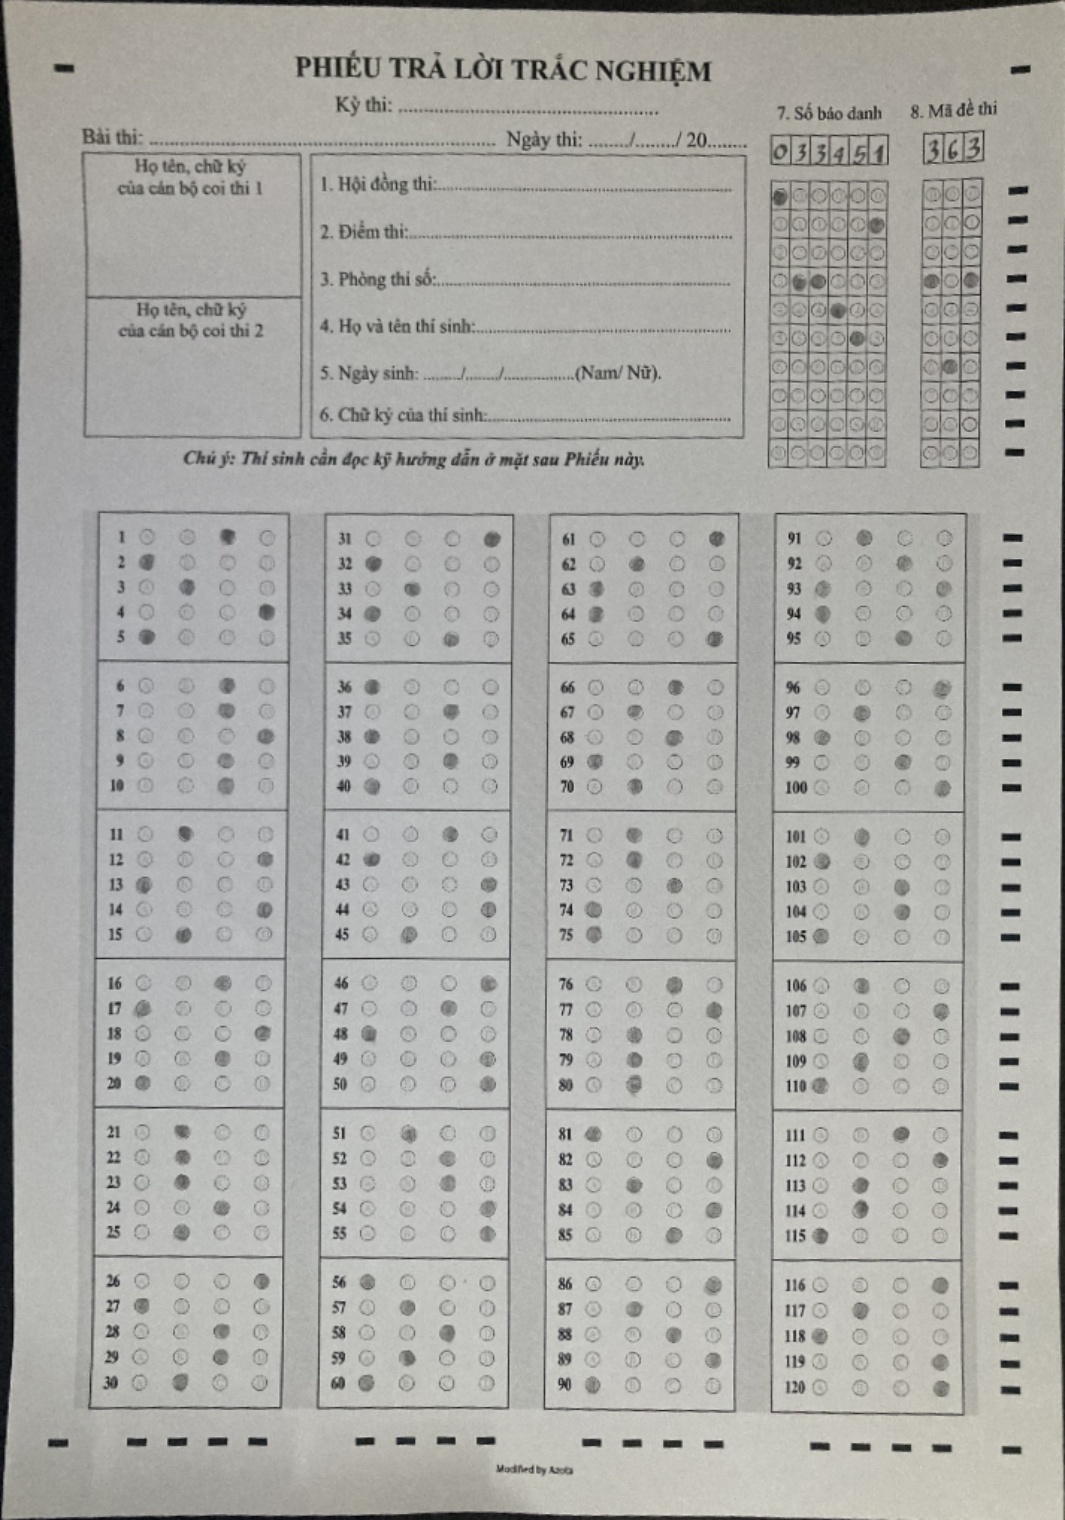 PHIẾU TRẢ LỜI TRẮC NGHIỆM
Kỳ thi: ................................................
7. Số báo danh
8. Mã đề thi
Bài thi: ................................................................ Ngày thi: ......../......../ 20........
033451
363
Họ tên, chữ ký
của cán bộ coi thi 1
Họ tên, chữ ký
của cán bộ coi thi 2
1. Hội đồng thi:......................................................
2. Điểm thi:...........................................................
3. Phòng thi số:......................................................
4. Họ và tên thí sinh:...............................................
5. Ngày sinh: ......../......../...............(Nam/ Nữ).
6. Chữ ký của thí sinh:.............................................
Chú ý: Thí sinh cần đọc kỹ hướng dẫn ở mặt sau Phiếu này.
1 31 61 91
2 32 62 92
3 33 63 93
4 34 64 94
5 35 65 95
6 36 66 96
7 37 67 97
8 38 68 98
9 39 69 99
10 40 70 100
11 41 71 101
12 42 72 102
13 43 73 103
14 44 74 104
15 45 75 105
16 46 76 106
17 47 77 107
18 48 78 108
19 49 79 109
20 50 80 110
21 51 81 111
22 52 82 112
23 53 83 113
24 54 84 114
25 55 85 115
26 56 86 116
27 57 87 117
28 58 88 118
29 59 89 119
30 60 90 120
Modified by Azota